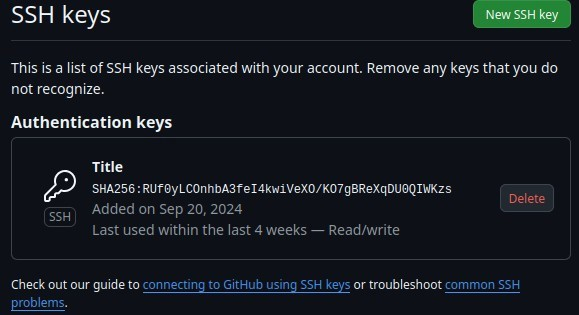 SSH keys
New SSH key
This is a list of SSH keys associated with your account. Remove any keys that you do
not recognize.
Authentication keys
Title
SHA256:RUf0yLCOnhbA3feI4kwiVeXO/KO7gBReXqDU0QIWKzs
SSH
Added on Sep 20, 2024
Last used within the last 4 weeks — Read/write
Delete
Check out our guide to connecting to GitHub using SSH keys or troubleshoot common SSH
problems.